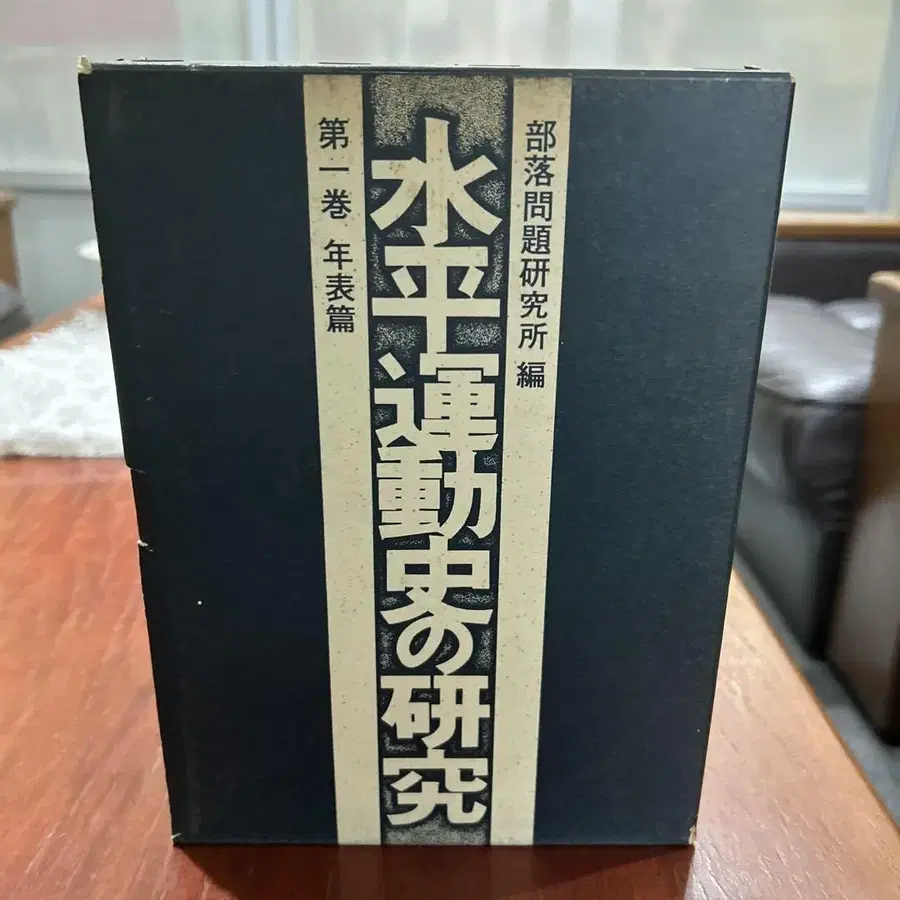 部落問題研究所 編
水平運動史の研究
第一巻 年表篇